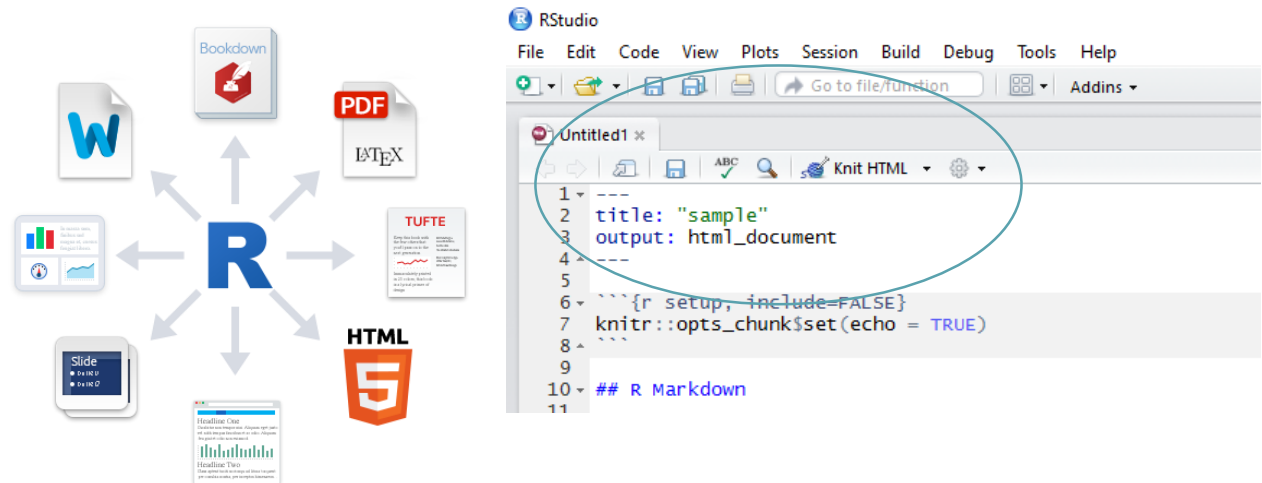 Bookdown
W
PDF
LATEX
TUFTE
R
Slide
HTML
5
Headline One
Headline Two
RStudio
File Edit Code View Plots Session Build Debug Tools Help
Go to file/function Addins
Untitled1
ABC Knit HTML
1 ---
2 title: "sample"
3 output: html_document
4 ---
5
6 ```{r setup, include=FALSE}
7 knitr::opts_chunk$set(echo = TRUE)
8 ```
9
10 ## R Markdown
11